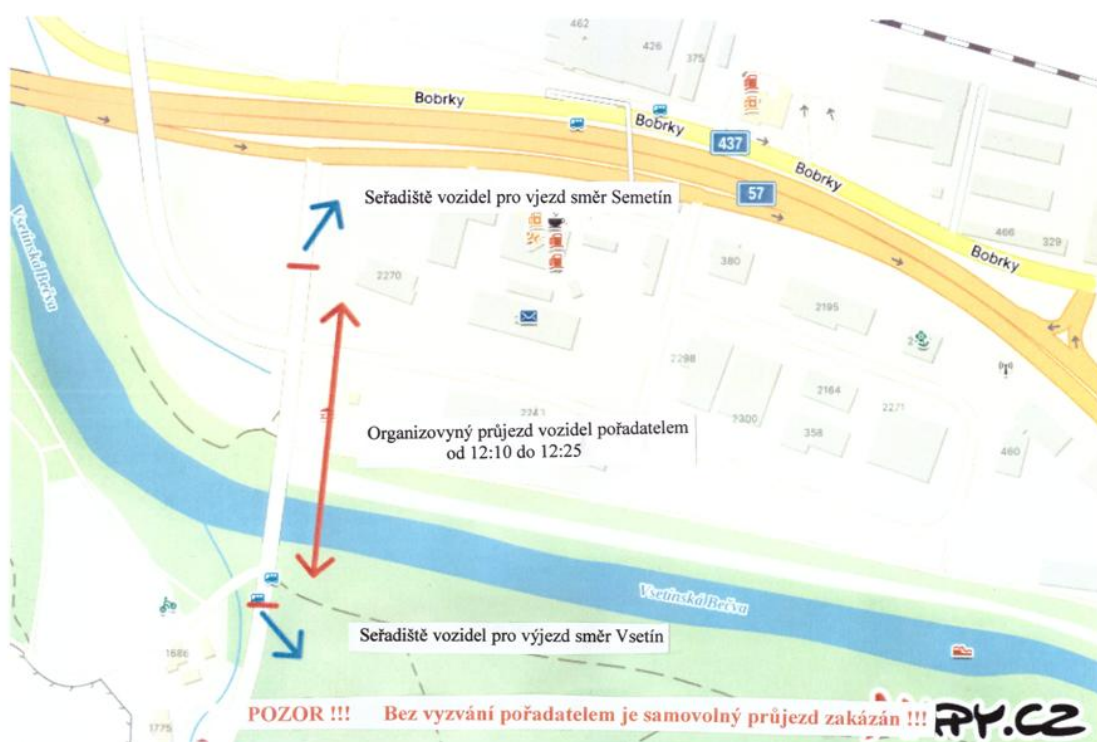 462
426
375
Bobrky
Bobrky
437
Bobrky
57
Seřadiště vozidel pro vjezd směr Semetín
466
329
Bobrky
Vsetínská Bečva
380
2270
2195
2298
2164
2300
2271
358
460
Organizovyný průjezd vozidel pořadatelem
od 12:10 do 12:25
Vsetínská Bečva
Seřadiště vozidel pro výjezd směr Vsetín
1686
1775
POZOR !!! Bez vyzvání pořadatelem je samovolný průjezd zakázán !!!
PY.CZ